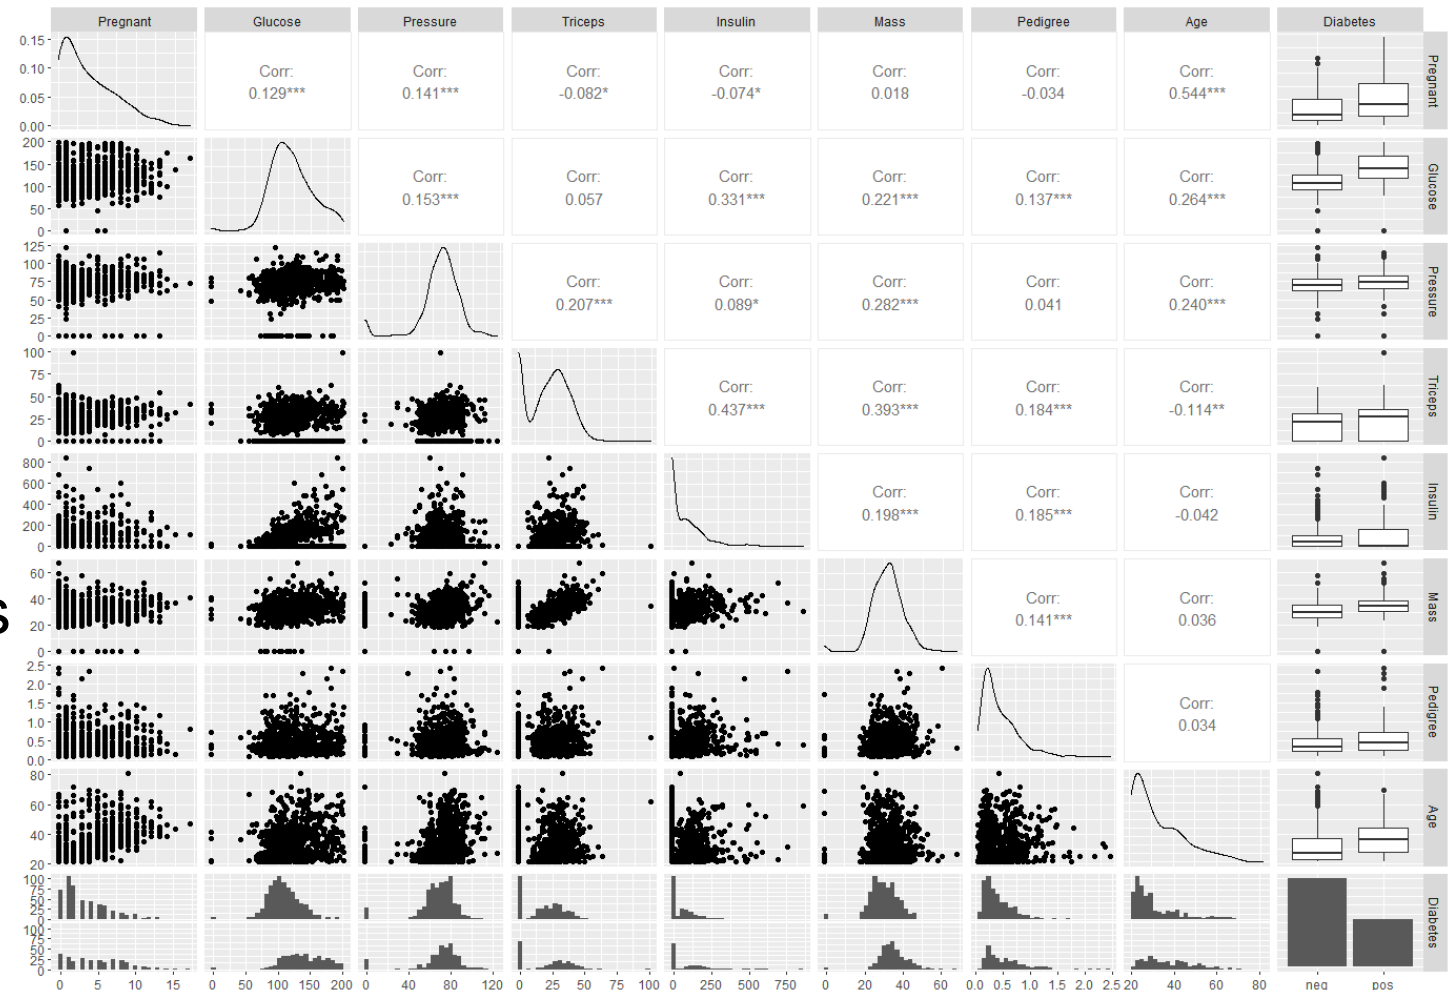 Pregnant Glucose Pressure Triceps Insulin Mass Pedigree Age Diabetes
0.15
0.10
0.05
0.00
Corr:
0.129***
Corr:
0.141***
Corr:
-0.082*
Corr:
-0.074*
Corr:
0.018
Corr:
-0.034
Corr:
0.544***
Pregnant
200
150
100
50
0
Corr:
0.153***
Corr:
0.057
Corr:
0.331***
Corr:
0.221***
Corr:
0.137***
Corr:
0.264***
Glucose
125
100
75
50
25
0
Corr:
0.207***
Corr:
0.089*
Corr:
0.282***
Corr:
0.041
Corr:
0.240***
Pressure
100
75
50
25
0
Corr:
0.437***
Corr:
0.393***
Corr:
0.184***
Corr:
-0.114**
Triceps
800
600
400
200
0
Corr:
0.198***
Corr:
0.185***
Corr:
-0.042
Insulin
s
60
40
20
0
Corr:
0.141***
Corr:
0.036
Mass
2.5
2.0
1.5
1.0
0.5
0.0
Corr:
0.034
Pedigree
80
60
40
20
Age
100
75
50
25
0
100
75
50
25
0
Diabetes
0 5 10 15 0 50 100 150 200 0 40 80 120 0 25 50 75 100 0 250 500 750 0 20 40 60 0.0 0.5 1.0 1.5 2.0 2.5 20 40 60 80 neg pos